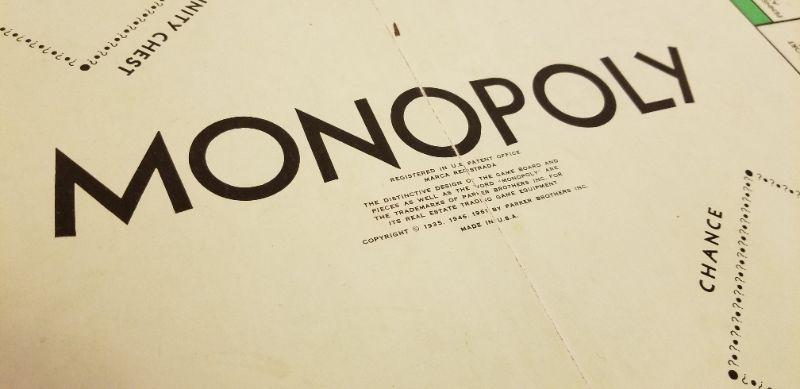 NITY CHEST
MONOPOLY
REGISTERED IN U.S. PATENT OFFICE
MARCA REGISTRADA
THE DISTINCTIVE DESIGN OF THE GAME BOARD AND
PIECES AS WELL AS THE WORD "MONOPOLY" ARE
THE TRADEMARKS OF PARKER BROTHERS INC. FOR
ITS REAL ESTATE TRADING GAME EQUIPMENT
COPYRIGHT © 1935, 1946, 1951 BY PARKER BROTHERS INC.
MADE IN U.S.A.
CHANCE